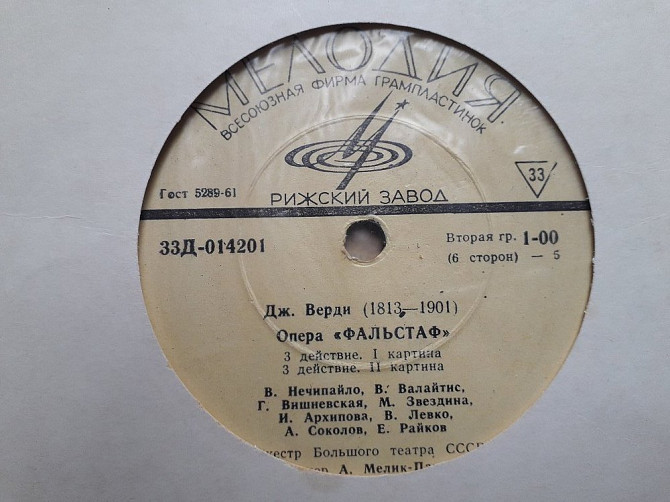 МЕЛОДИЯ
ВСЕСОЮЗНАЯ ФИРМА ГРАМПЛАСТИНОК
Гост 5289-61
РИЖСКИЙ ЗАВОД
33
33Д-014201
Вторая гр. 1-00
(6 сторон) — 5
Дж. Верди (1813—1901)
Опера «ФАЛЬСТАФ»
3 действие. I картина
3 действие. II картина
В. Нечипайло, В. Валайтис,
Г. Вишневская, М. Звездина,
И. Архипова, В. Левко,
А. Соколов, Е. Райков
театра
А.